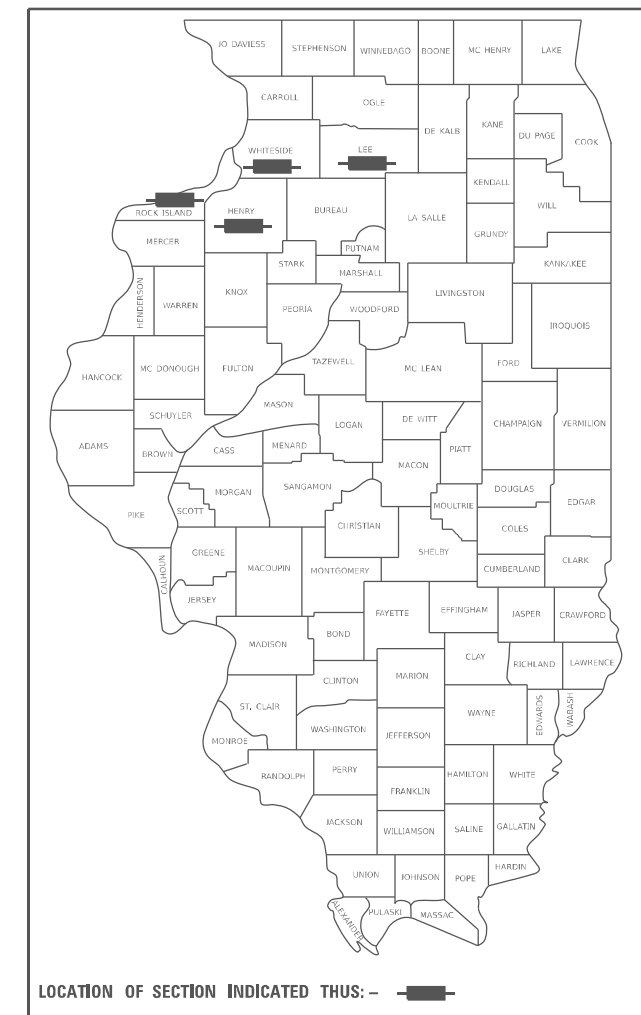 JO DAVIESS
STEPHENSON
WINNEBAGO
BOONE
MC HENRY
LAKE
CARROLL
OGLE
DE KALB
KANE
DU PAGE
COOK
WHITESIDE
LEE
KENDALL
WILL
ROCK ISLAND
HENRY
BUREAU
LA SALLE
GRUNDY
MERCER
PUTNAM
KANKAKEE
STARK
MARSHALL
HENDERSON
WARREN
KNOX
PEORIA
WOODFORD
LIVINGSTON
IROQUOIS
HANCOCK
MC DONOUGH
FULTON
TAZEWELL
MC LEAN
FORD
SCHUYLER
MASON
LOGAN
DE WITT
CHAMPAIGN
VERMILION
ADAMS
BROWN
CASS
MENARD
MACON
PIATT
PIKE
SCOTT
MORGAN
SANGAMON
CHRISTIAN
MOULTRIE
DOUGLAS
EDGAR
COLES
CALHOUN
GREENE
MACOUPIN
MONTGOMERY
SHELBY
CUMBERLAND
CLARK
JERSEY
FAYETTE
EFFINGHAM
JASPER
CRAWFORD
MADISON
BOND
CLAY
RICHLAND
LAWRENCE
CLINTON
MARION
ST. CLAIR
WASHINGTON
WAYNE
EDWARDS
WABASH
MONROE
JEFFERSON
RANDOLPH
PERRY
HAMILTON
WHITE
FRANKLIN
JACKSON
WILLIAMSON
SALINE
GALLATIN
UNION
JOHNSON
POPE
HARDIN
ALEXANDER
PULASKI
MASSAC
LOCATION OF SECTION INDICATED THUS: –